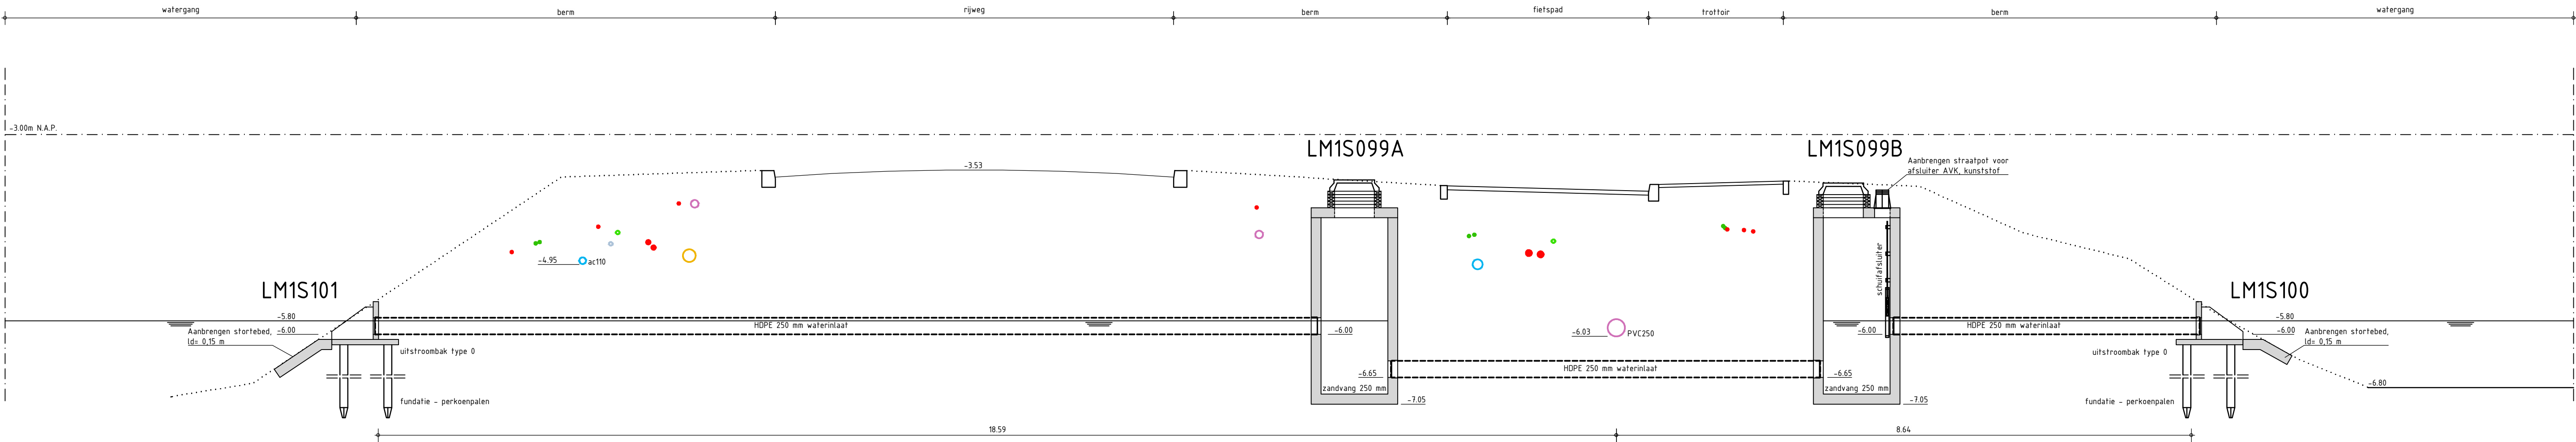 watergang
berm
rijweg
berm
fietspad
trottoir
berm
watergang
-3.00m N.A.P.
LM1S099A
LM1S099B
Aanbrengen straatpot voor
afsluiter AVK, kunststof
-3.53
-4.95
ac110
schuifafsluiter
LM1S101
LM1S100
-5.80
Aanbrengen stortebed,
ld= 0,15 m
-6.00
HDPE 250 mm waterinlaat
-6.00
-6.03
PVC250
-6.00
HDPE 250 mm waterinlaat
-5.80
-6.00
Aanbrengen stortebed,
ld= 0,15 m
uitstroombak type 0
uitstroombak type 0
-6.65
HDPE 250 mm waterinlaat
-6.65
zandvang 250 mm
zandvang 250 mm
-6.80
-7.05
-7.05
fundatie - perkoenpalen
fundatie - perkoenpalen
18.59
8.64